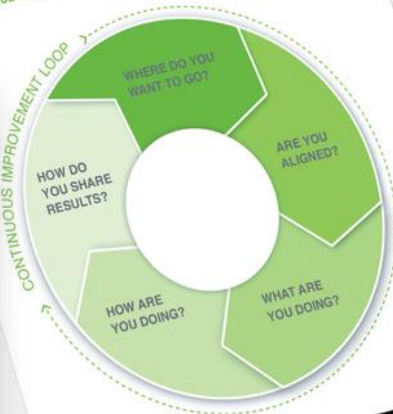 CONTINUOUS IMPROVEMENT LOOP
WHERE DO YOU
WANT TO GO?
ARE YOU
ALIGNED?
WHAT ARE
YOU DOING?
HOW ARE
YOU DOING?
HOW DO
YOU SHARE
RESULTS?